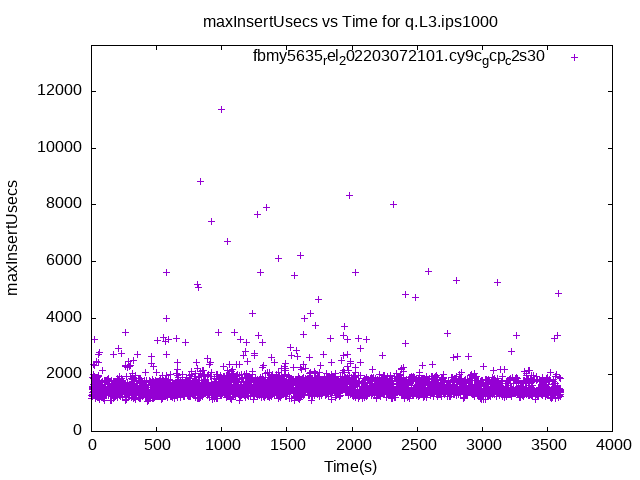 maxInsertUsecs vs Time for q.L3.ips1000
fbmy5635rel202203072101.cy9cgcpc2s30
12000
10000
8000
6000
4000
2000
0
maxInsertUsecs
0 500 1000 1500 2000 2500 3000 3500 4000
Time(s)